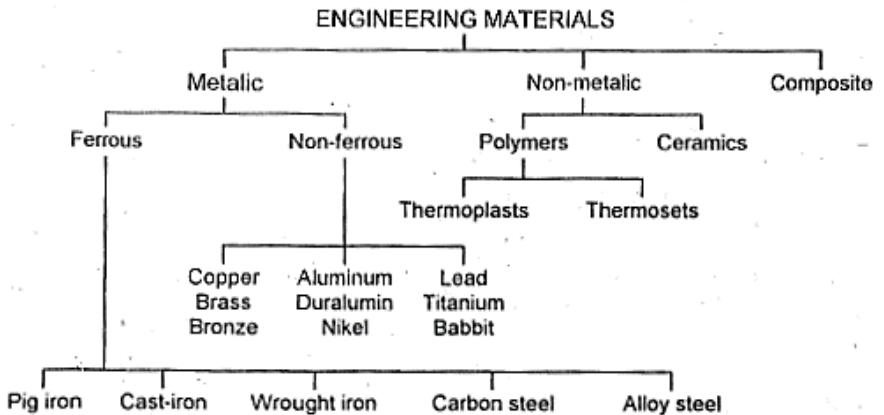 ENGINEERING MATERIALS
Metalic Non-metalic Composite
Ferrous Non-ferrous Polymers Ceramics
Thermoplasts Thermosets
Copper Aluminum Lead
Brass Duralumin Titanium
Bronze Nikel Babbit
Pig iron Cast-iron Wrought iron Carbon steel Alloy steel